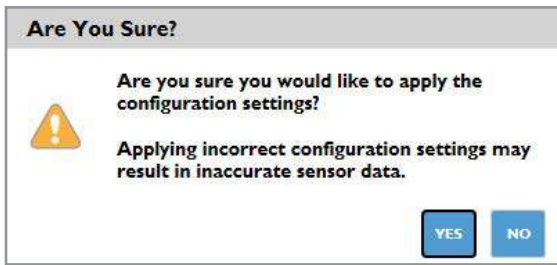 Are You Sure?
Are you sure you would like to apply the
configuration settings?
Applying incorrect configuration settings may
result in inaccurate sensor data.
YES
NO